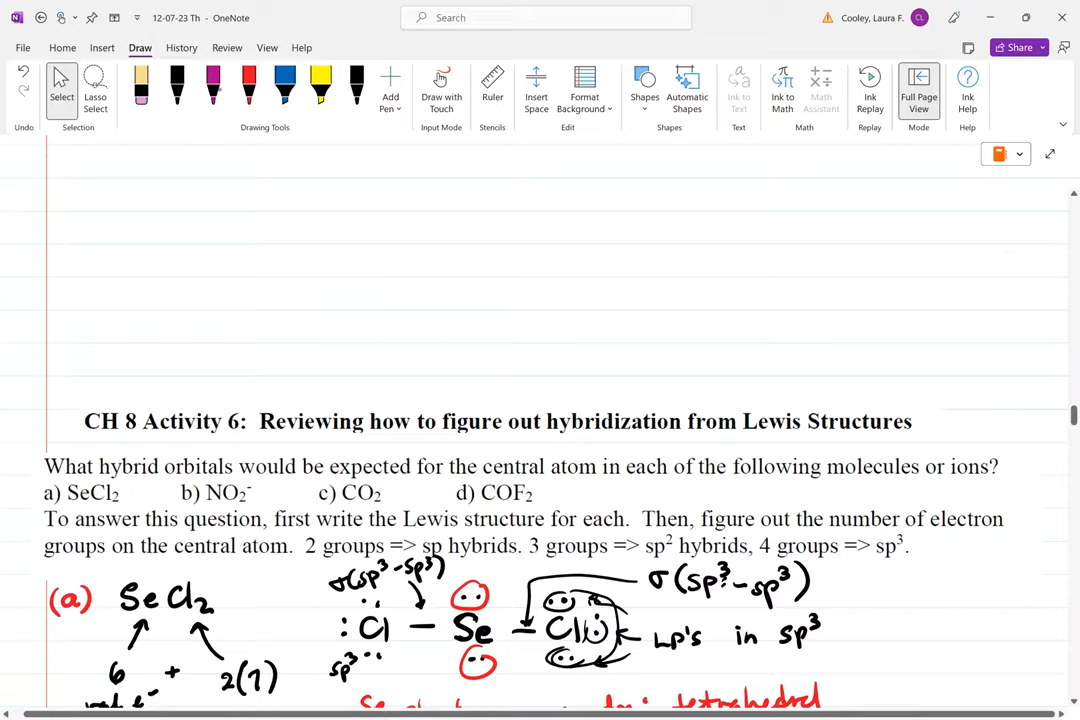 12-07-23 Th - OneNote
Search
Cooley, Laura F. CL
File Home Insert Draw History Review View Help
Share
Select
Lasso Select
Add Pen
Draw with Touch
Ruler
Insert Space
Format Background
Shapes
Automatic Shapes
Ink to Text
Ink to Math
Math Assistant
Ink Replay
Full Page View
Ink Help
Undo Selection Drawing Tools Input Mode Stencils Edit Shapes Text Math Replay Mode Help
CH 8 Activity 6: Reviewing how to figure out hybridization from Lewis Structures
What hybrid orbitals would be expected for the central atom in each of the following molecules or ions?
a) SeCl₂ b) NO₂⁻ c) CO₂ d) COF₂
To answer this question, first write the Lewis structure for each. Then, figure out the number of electron
groups on the central atom. 2 groups => sp hybrids. 3 groups => sp² hybrids, 4 groups => sp³.
σ(sp³-sp³) σ(sp³-sp³)
(a) SeCl₂ :Cl — Se — Cl: LP's in sp³
sp³
6 + 2(7)
tetrahedral